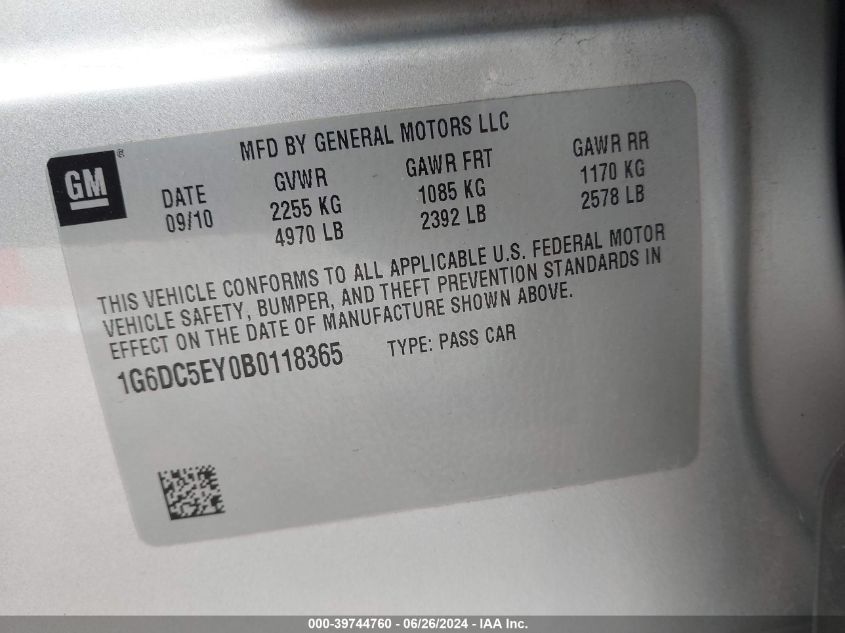 GM
®
MFD BY GENERAL MOTORS LLC
DATE GVWR GAWR FRT GAWR RR
09/10 2255 KG 1085 KG 1170 KG
4970 LB 2392 LB 2578 LB
THIS VEHICLE CONFORMS TO ALL APPLICABLE U.S. FEDERAL MOTOR
VEHICLE SAFETY, BUMPER, AND THEFT PREVENTION STANDARDS IN
EFFECT ON THE DATE OF MANUFACTURE SHOWN ABOVE.
1G6DC5EY0B0118365 TYPE: PASS CAR
000-39744760 - 06/26/2024 - IAA Inc.